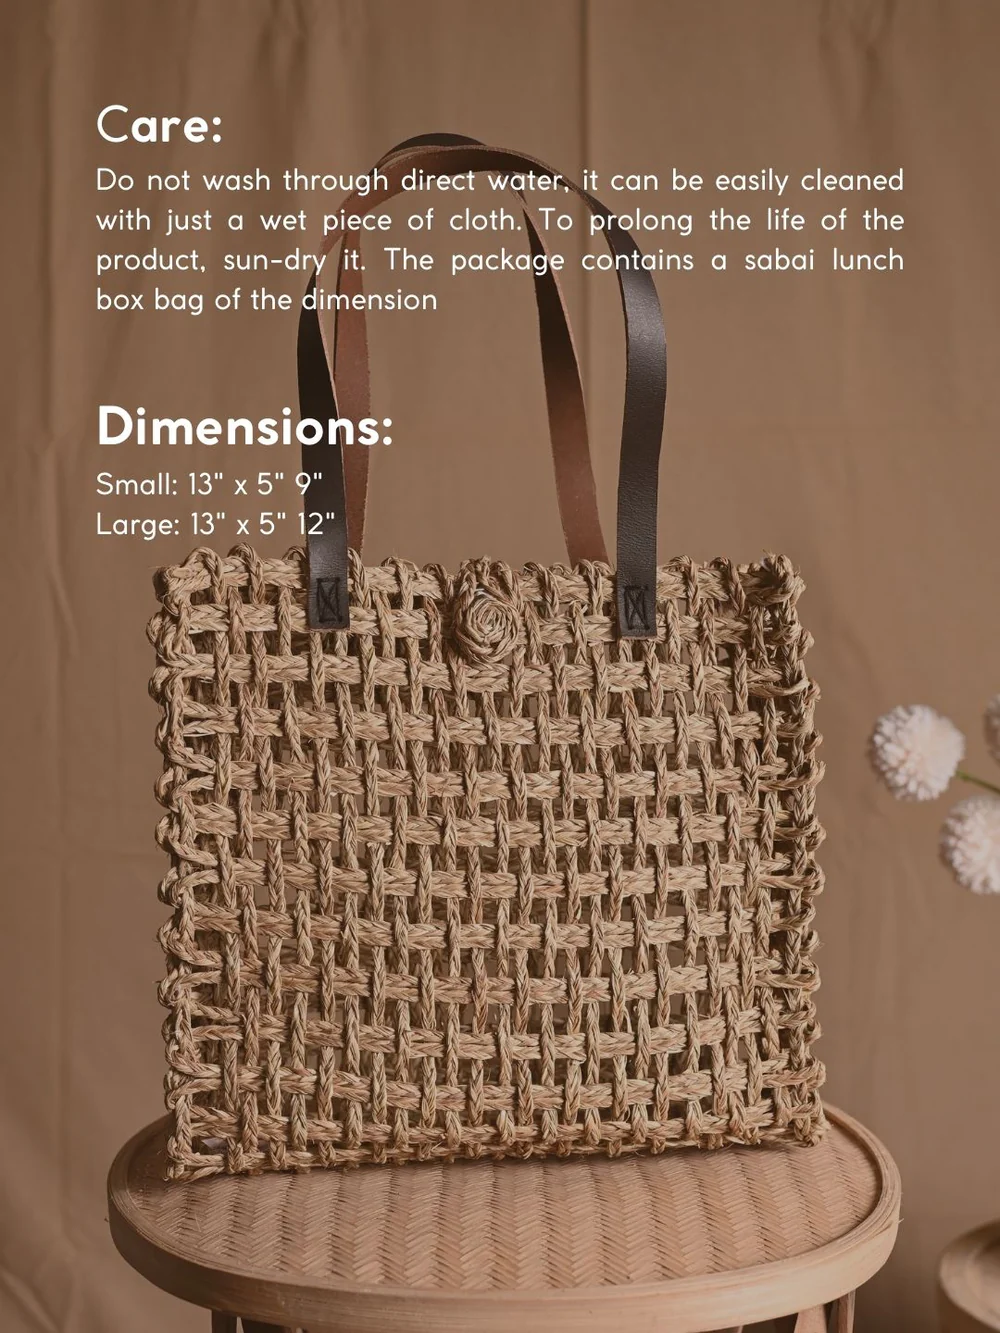 Care:
Do not wash through direct water, it can be easily cleaned
with just a wet piece of cloth. To prolong the life of the
product, sun-dry it. The package contains a sabai lunch
box bag of the dimension
Dimensions:
Small: 13" x 5" 9"
Large: 13" x 5" 12"